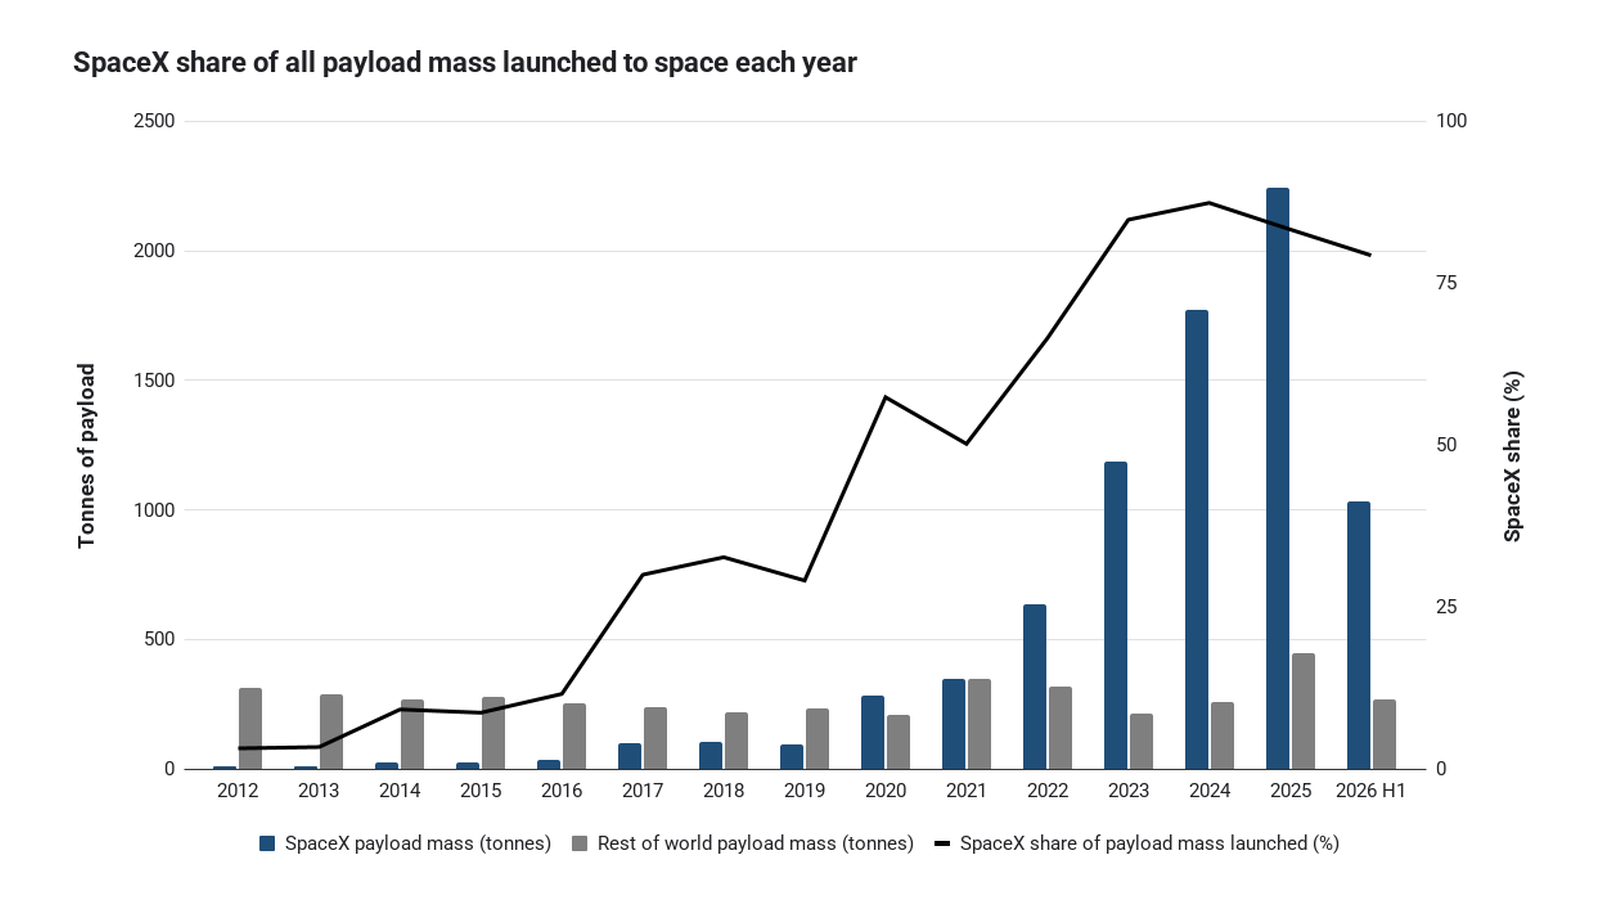 SpaceX share of all payload mass launched to space each year
2500
2000
1500
1000
500
0
Tonnes of payload
100
75
50
25
0
SpaceX share (%)
2012 2013 2014 2015 2016 2017 2018 2019 2020 2021 2022 2023 2024 2025 2026 H1
SpaceX payload mass (tonnes) Rest of world payload mass (tonnes) SpaceX share of payload mass launched (%)